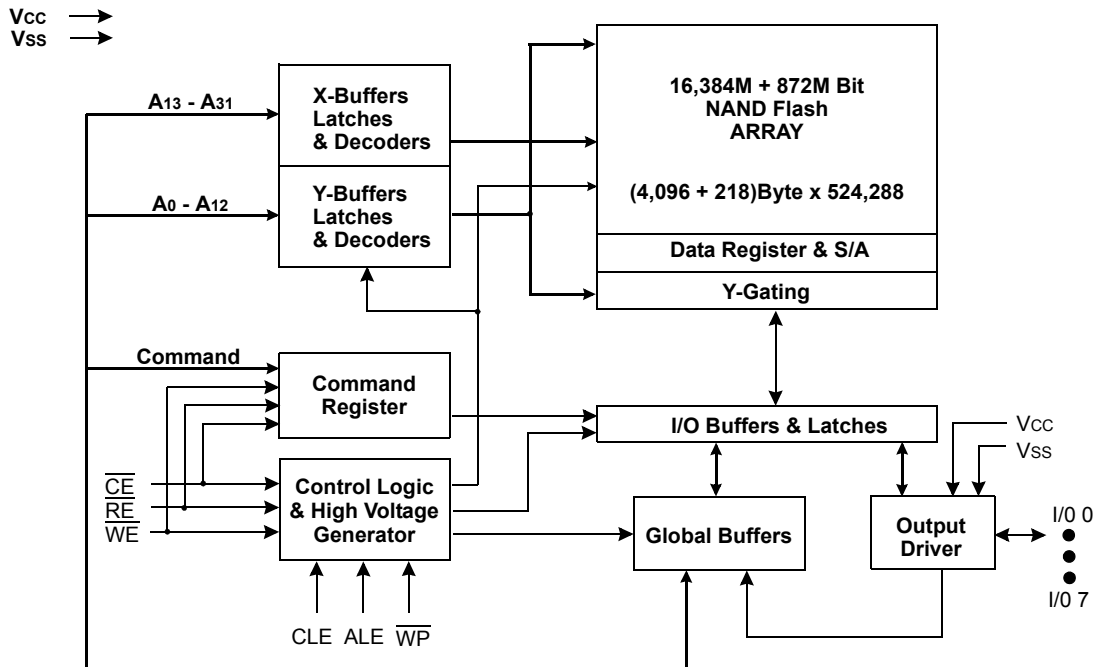 VCC
VSS
A13 - A31
X-Buffers
Latches
& Decoders
A0 - A12
Y-Buffers
Latches
& Decoders
16,384M + 872M Bit
NAND Flash
ARRAY
(4,096 + 218)Byte x 524,288
Data Register & S/A
Y-Gating
Command
Command
Register
I/O Buffers & Latches
VCC
VSS
CE
RE
WE
Control Logic
& High Voltage
Generator
Global Buffers
Output
Driver
I/0 0
I/0 7
CLE ALE WP